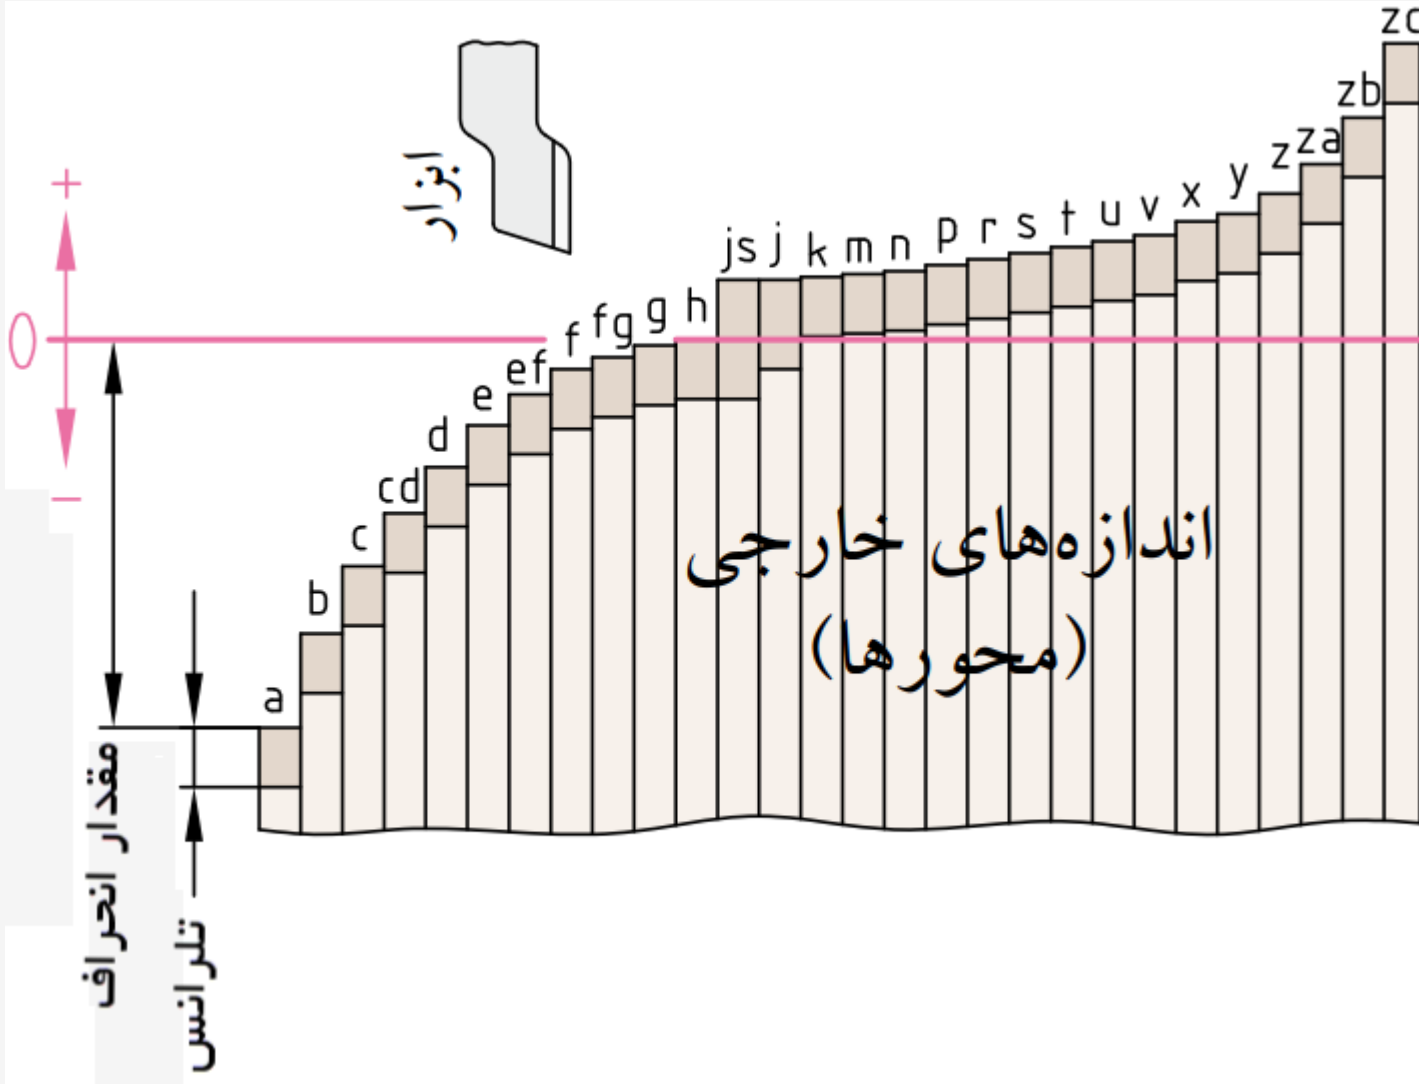 zc
zb
za
z
y
x
v
u
t
s
r
p
n
m
k
j
js
h
g
fg
f
ef
e
d
cd
c
b
a
ابزار
+
0
−
اندازه‌های خارجی
(محورها)
مقدار انحراف
تلرانس